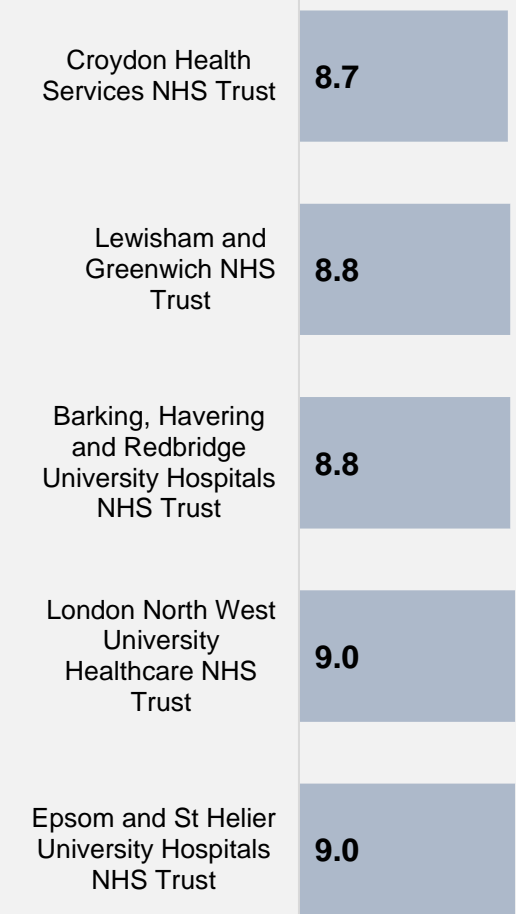 Croydon Health
Services NHS Trust
8.7
Lewisham and
Greenwich NHS
Trust
8.8
Barking, Havering
and Redbridge
University Hospitals
NHS Trust
8.8
London North West
University
Healthcare NHS
Trust
9.0
Epsom and St Helier
University Hospitals
NHS Trust
9.0